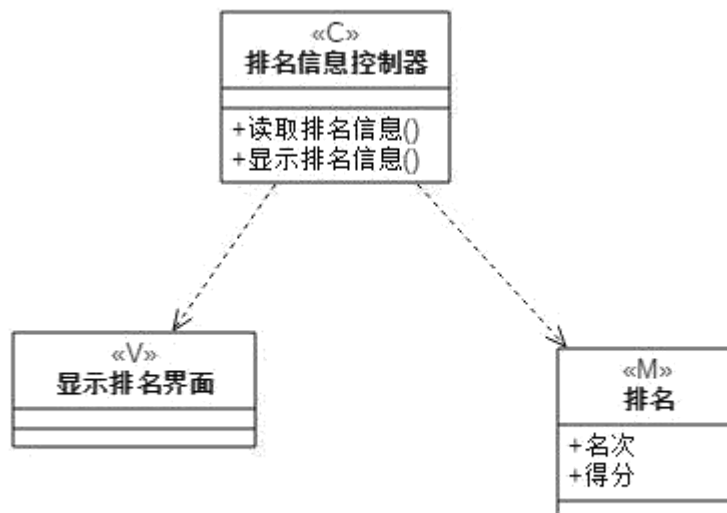 «C»
排名信息控制器
+读取排名信息()
+显示排名信息()
«V»
显示排名界面
«M»
排名
+名次
+得分